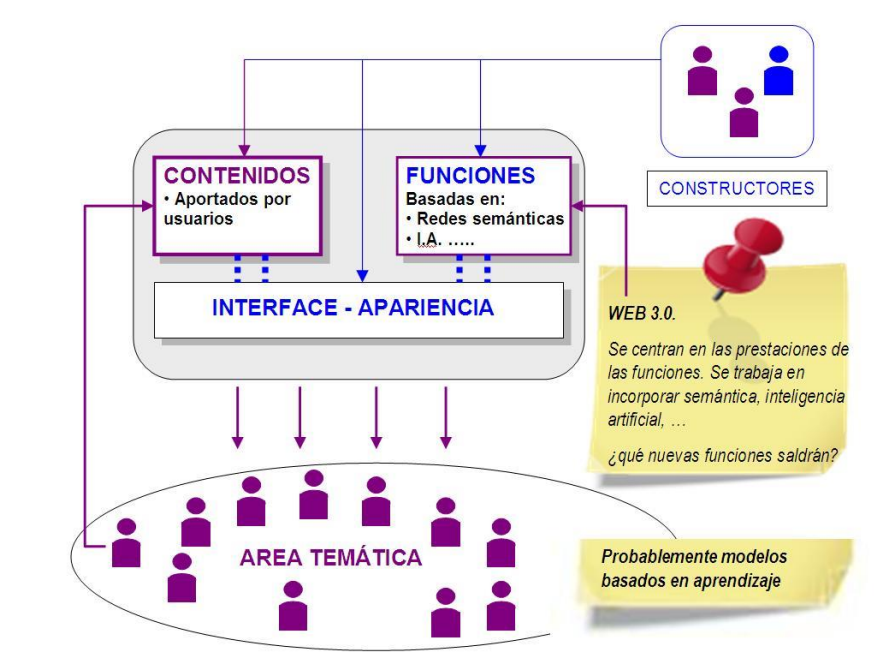 CONTENIDOS
• Aportados por
usuarios
FUNCIONES
Basadas en:
• Redes semánticas
• I.A. …..
CONSTRUCTORES
INTERFACE - APARIENCIA
WEB 3.0.
Se centran en las prestaciones de
las funciones. Se trabaja en
incorporar semántica, inteligencia
artificial, …
¿qué nuevas funciones saldrán?
AREA TEMÁTICA
Probablemente modelos
basados en aprendizaje